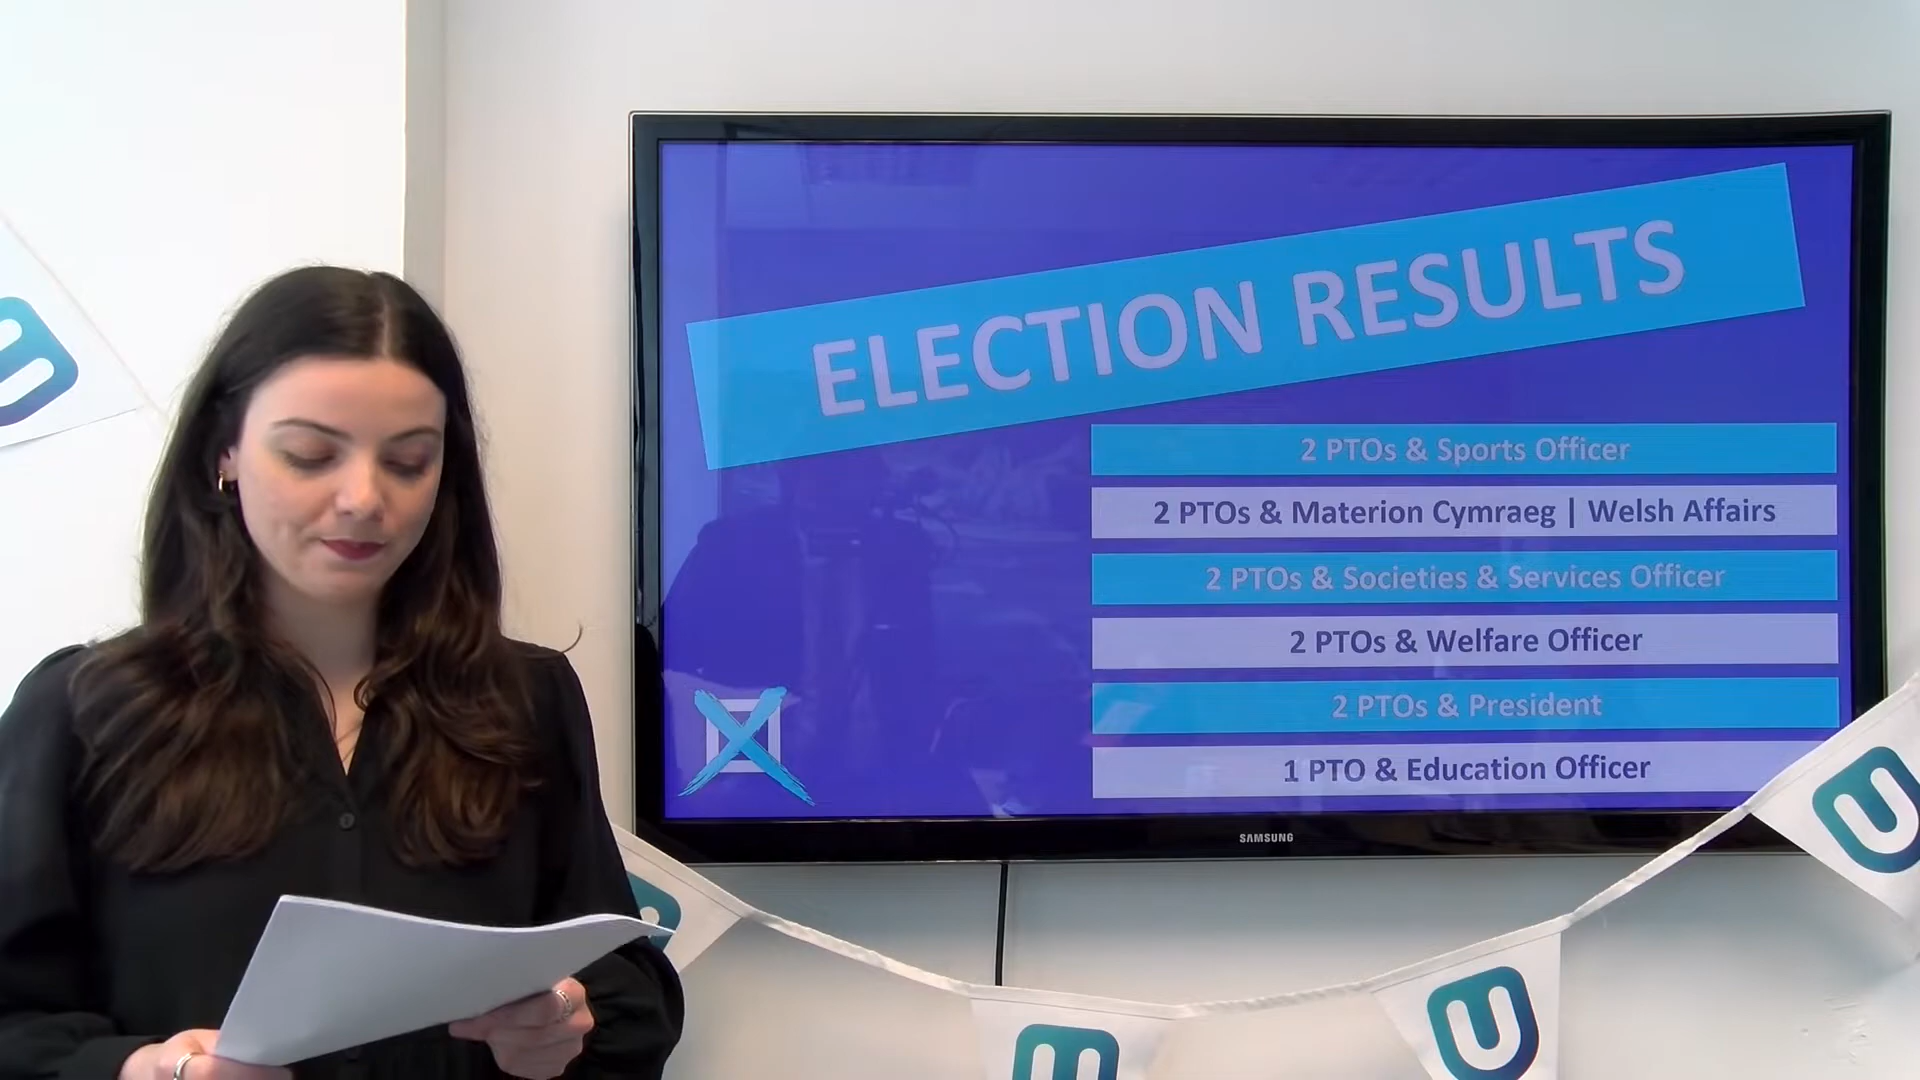 ELECTION RESULTS
2 PTOs & Sports Officer
2 PTOs & Materion Cymraeg | Welsh Affairs
2 PTOs & Societies & Services Officer
2 PTOs & Welfare Officer
2 PTOs & President
1 PTO & Education Officer
SAMSUNG